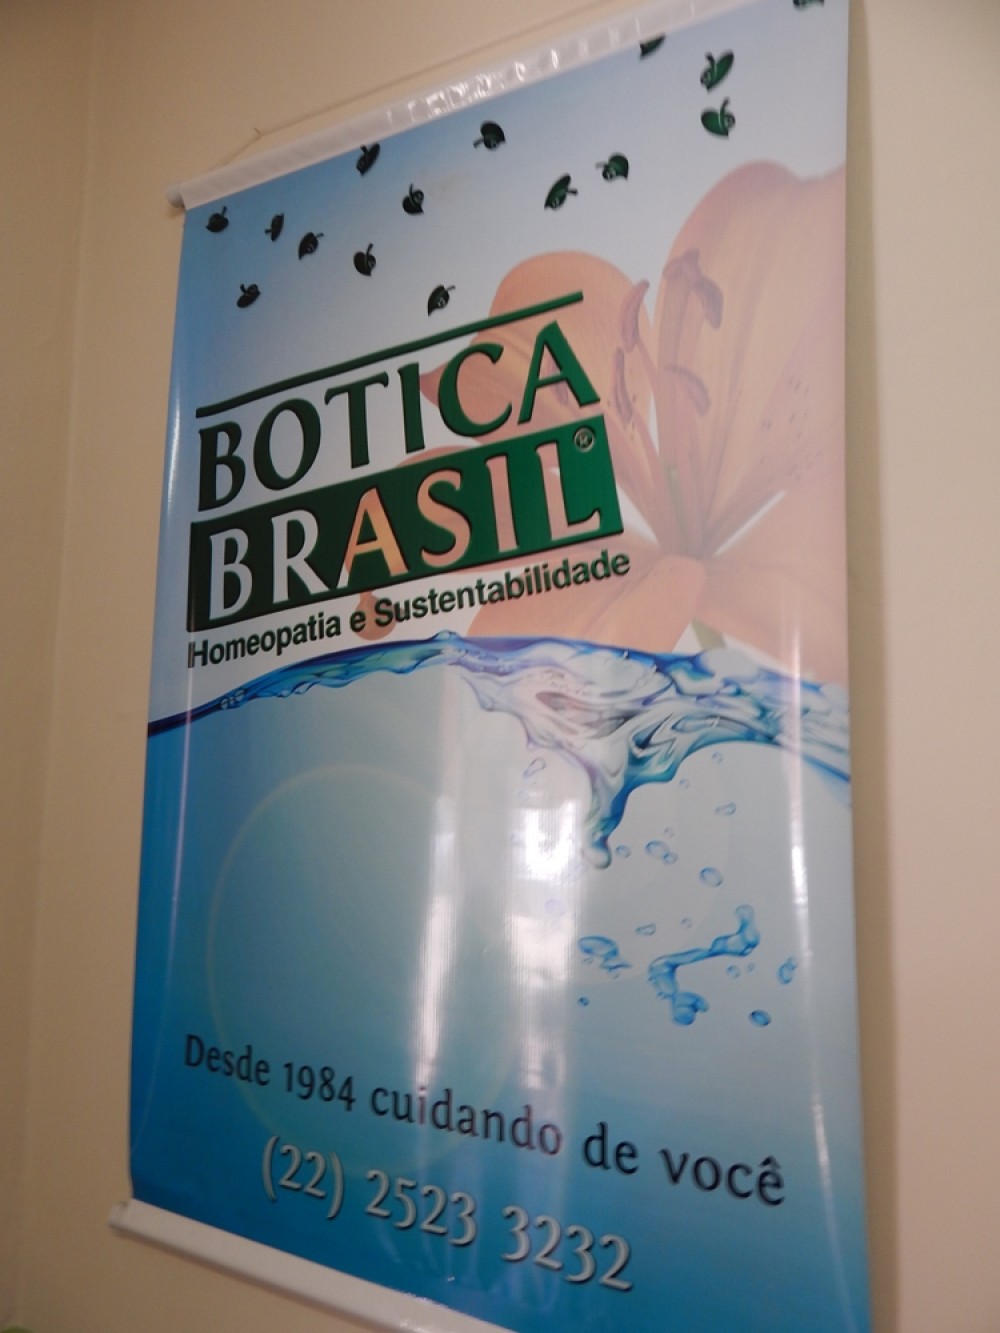 BOTICA
BRASIL®
Homeopatia e Sustentabilidade
Desde 1984 cuidando de você
(22) 2523 3232